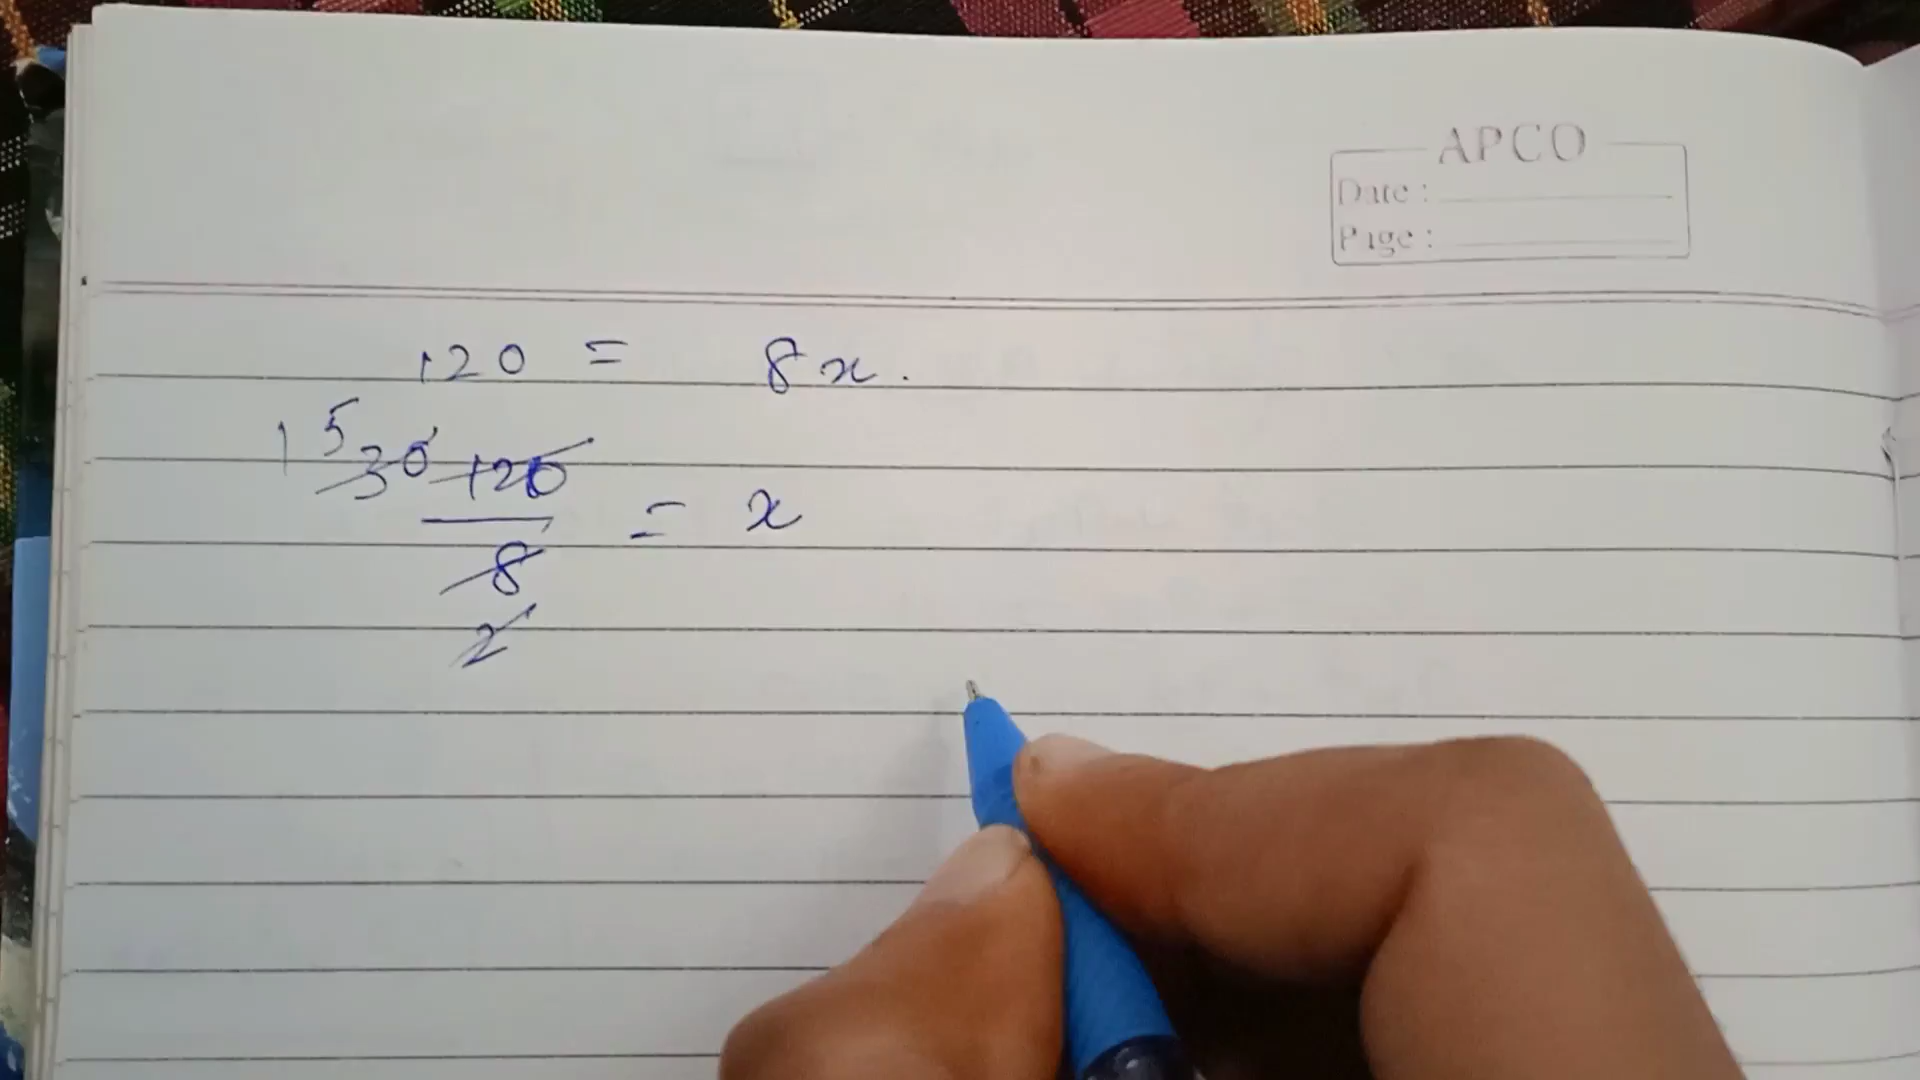 APCO
Date :
Page :
120 = 8x.
15 30 120
= x
8
2